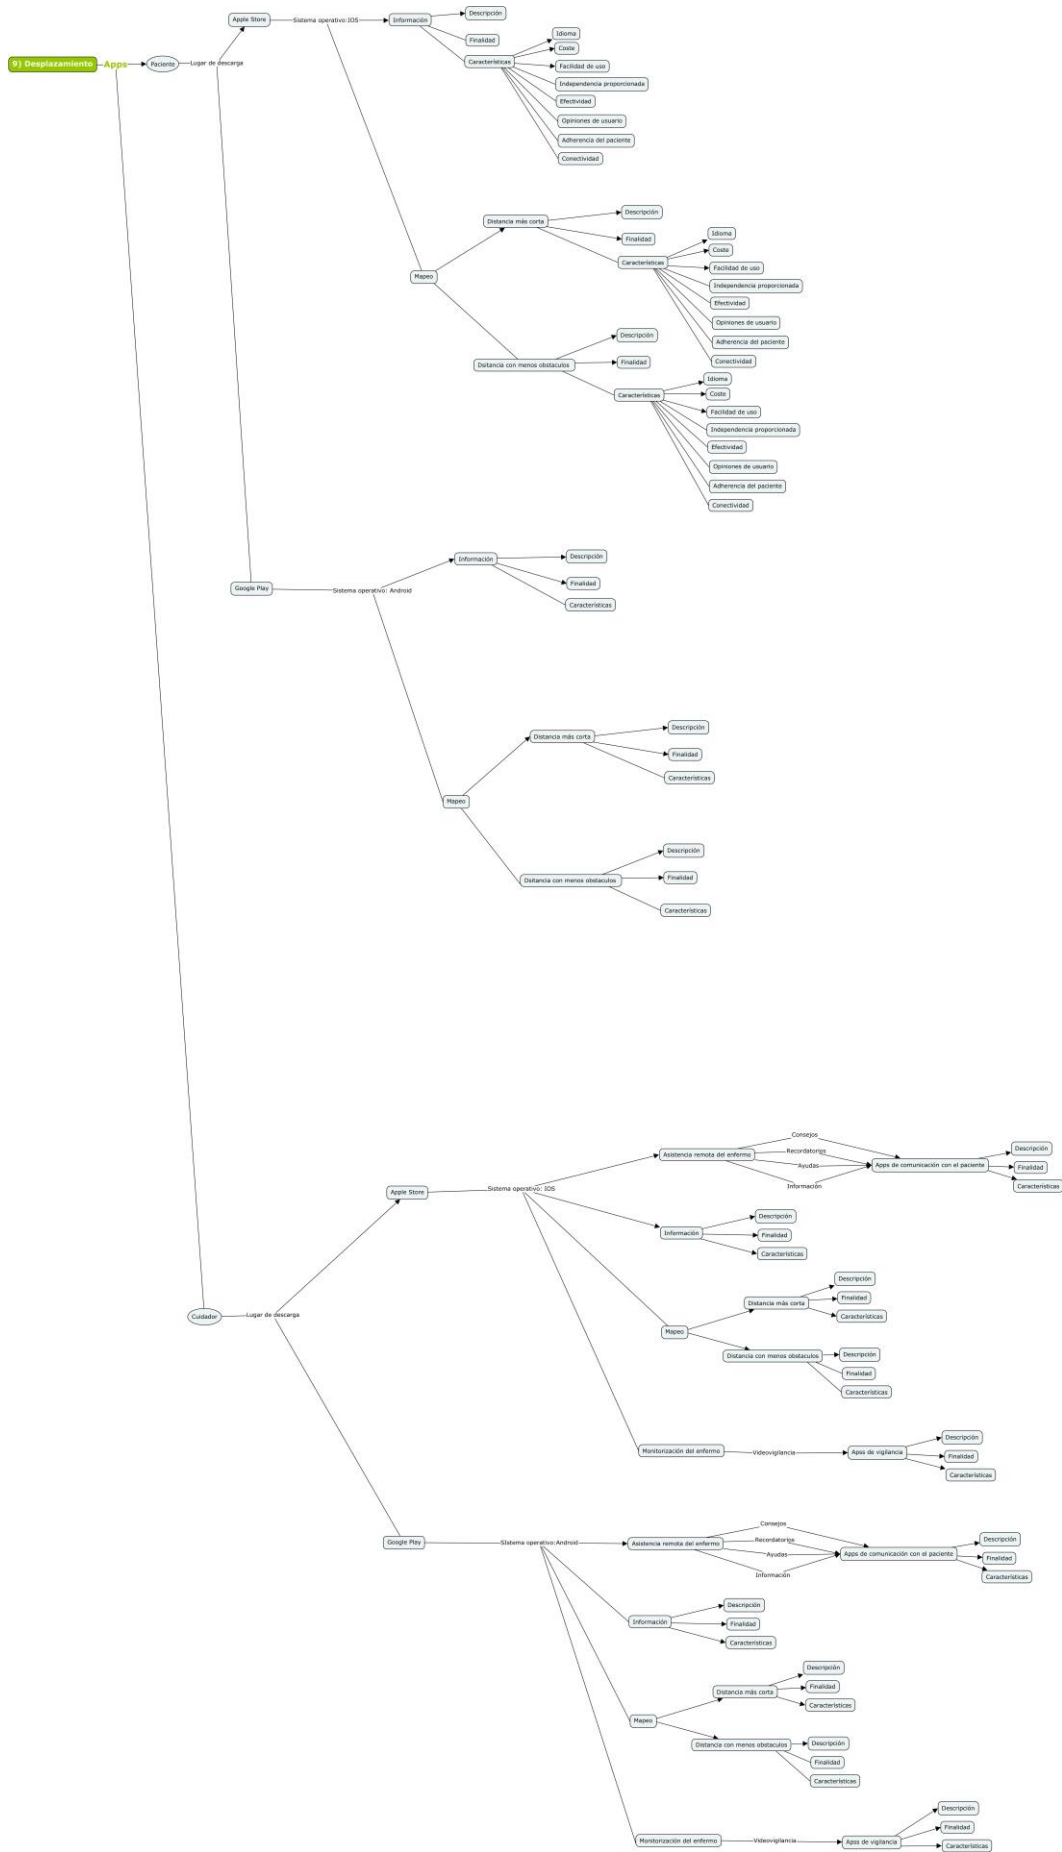 9) Desplazamiento
Apps
Paciente
Lugar de descarga
Apple Store
Sistema operativo:IOS
Información
Descripción
Finalidad
Características
Idioma
Coste
Facilidad de uso
Independencia proporcionada
Efectividad
Opiniones de usuario
Adherencia del paciente
Conectividad
Mapeo
Distancia más corta
Descripción
Finalidad
Características
Idioma
Coste
Facilidad de uso
Independencia proporcionada
Efectividad
Opiniones de usuario
Adherencia del paciente
Conectividad
Dsitancia con menos obstaculos
Descripción
Finalidad
Características
Idioma
Coste
Facilidad de uso
Independencia proporcionada
Efectividad
Opiniones de usuario
Adherencia del paciente
Conectividad
Google Play
Sistema operativo: Android
Información
Descripción
Finalidad
Características
Mapeo
Distancia más corta
Descripción
Finalidad
Características
Dsitancia con menos obstaculos
Descripción
Finalidad
Características
Cuidador
Lugar de descarga
Apple Store
Sistema operativo: IOS
Asistencia remota del enfermo
Consejos
Recordatorios
Ayudas
Información
Apps de comunicación con el paciente
Descripción
Finalidad
Características
Información
Descripción
Finalidad
Características
Mapeo
Distancia más corta
Descripción
Finalidad
Características
Distancia con menos obstaculos
Descripción
Finalidad
Características
Monitorización del enfermo
Videovigilancia
Apss de vigilancia
Descripción
Finalidad
Características
Google Play
SIstema operativo:Android
Asistencia remota del enfermo
Consejos
Recordatorios
Ayudas
Información
Apps de comunicación con el paciente
Descripción
Finalidad
Características
Información
Descripción
Finalidad
Características
Mapeo
Distancia más corta
Descripción
Finalidad
Características
Distancia con menos obstaculos
Descripción
Finalidad
Características
Monitorización del enfermo
Videovigilancia
Apss de vigilancia
Descripción
Finalidad
Características